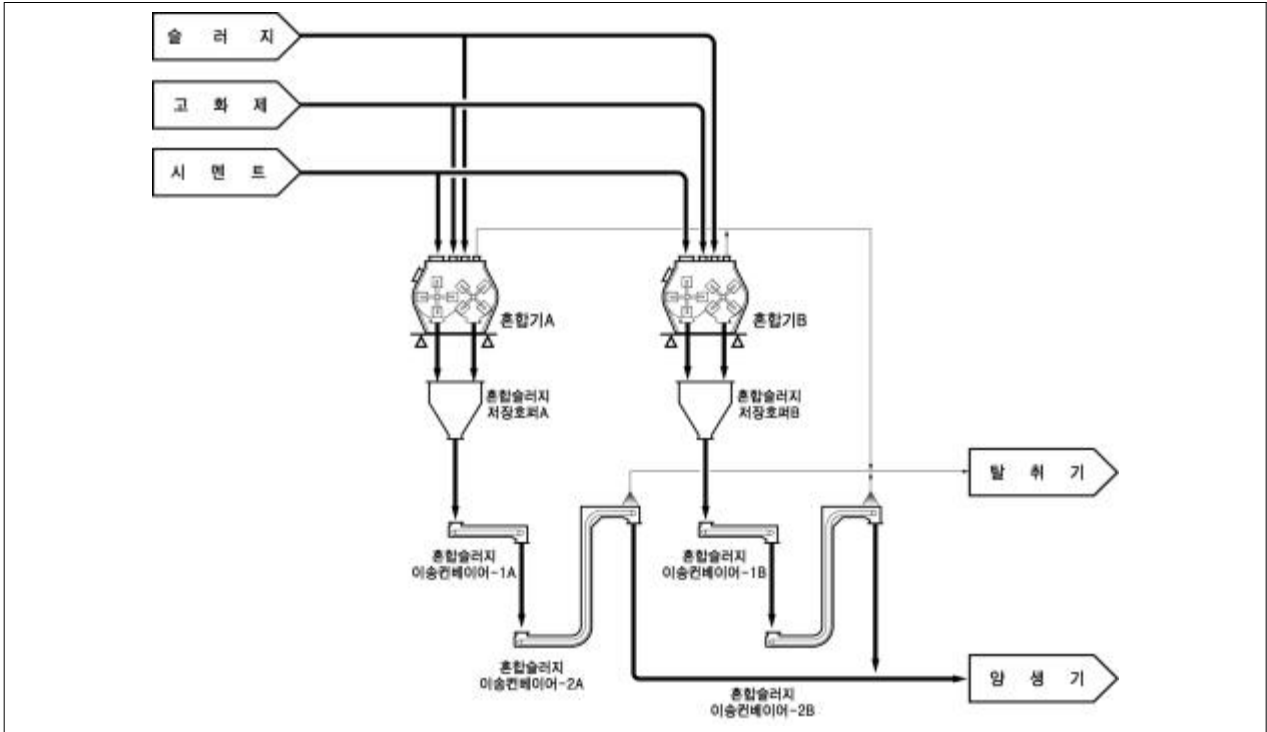 슬 러 지
고 화 제
시 멘 트
혼합기A
혼합기B
혼합슬러지
저장호퍼A
혼합슬러지
저장호퍼B
탈 취 기
혼합슬러지
이송컨베이어-1A
혼합슬러지
이송컨베이어-1B
혼합슬러지
이송컨베이어-2A
양 생 기
혼합슬러지
이송컨베이어-2B